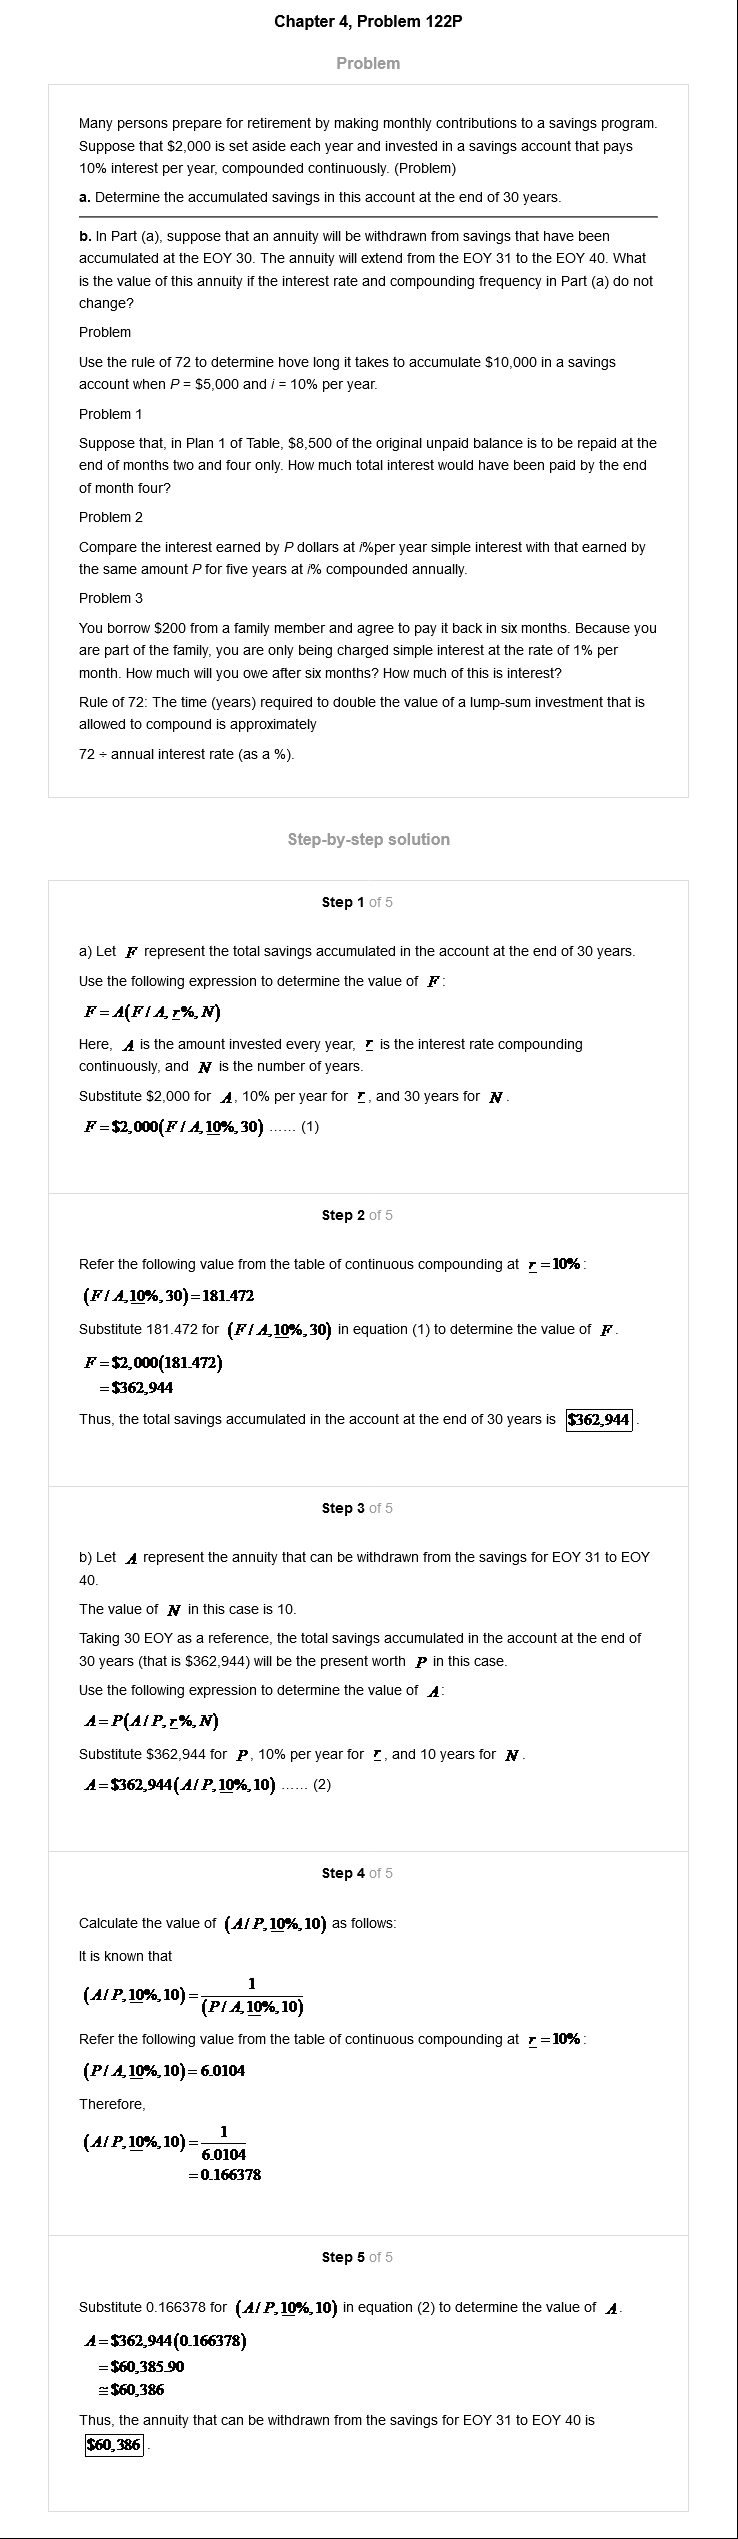 Chapter 4, Problem 122P
Problem
Many persons prepare for retirement by making monthly contributions to a savings program.
Suppose that $2,000 is set aside each year and invested in a savings account that pays
10% interest per year, compounded continuously. (Problem)
a. Determine the accumulated savings in this account at the end of 30 years.
b. In Part (a), suppose that an annuity will be withdrawn from savings that have been
accumulated at the EOY 30. The annuity will extend from the EOY 31 to the EOY 40. What
is the value of this annuity if the interest rate and compounding frequency in Part (a) do not
change?
Problem
Use the rule of 72 to determine hove long it takes to accumulate $10,000 in a savings
account when P = $5,000 and i = 10% per year.
Problem 1
Suppose that, in Plan 1 of Table, $8,500 of the original unpaid balance is to be repaid at the
end of months two and four only. How much total interest would have been paid by the end
of month four?
Problem 2
Compare the interest earned by P dollars at i%per year simple interest with that earned by
the same amount P for five years at i% compounded annually.
Problem 3
You borrow $200 from a family member and agree to pay it back in six months. Because you
are part of the family, you are only being charged simple interest at the rate of 1% per
month. How much will you owe after six months? How much of this is interest?
Rule of 72: The time (years) required to double the value of a lump-sum investment that is
allowed to compound is approximately
72 ÷ annual interest rate (as a %).
Step-by-step solution
Step 1 of 5
a) Let F represent the total savings accumulated in the account at the end of 30 years.
Use the following expression to determine the value of F:
F = A(F / A, r%, N)
Here, A is the amount invested every year, r is the interest rate compounding
continuously, and N is the number of years.
Substitute $2,000 for A, 10% per year for r, and 30 years for N.
F = $2,000(F / A, 10%, 30) ...... (1)
Step 2 of 5
Refer the following value from the table of continuous compounding at r = 10%:
(F / A, 10%, 30) = 181.472
Substitute 181.472 for (F / A, 10%, 30) in equation (1) to determine the value of F.
F = $2,000(181.472)
= $362,944
Thus, the total savings accumulated in the account at the end of 30 years is $362,944.
Step 3 of 5
b) Let A represent the annuity that can be withdrawn from the savings for EOY 31 to EOY
40.
The value of N in this case is 10.
Taking 30 EOY as a reference, the total savings accumulated in the account at the end of
30 years (that is $362,944) will be the present worth P in this case.
Use the following expression to determine the value of A:
A = P(A / P, r%, N)
Substitute $362,944 for P, 10% per year for r, and 10 years for N.
A = $362,944(A / P, 10%, 10) ...... (2)
Step 4 of 5
Calculate the value of (A / P, 10%, 10) as follows:
It is known that
(A / P, 10%, 10) = 1
(P / A, 10%, 10)
Refer the following value from the table of continuous compounding at r = 10%:
(P / A, 10%, 10) = 6.0104
Therefore,
(A / P, 10%, 10) = 1
6.0104
= 0.166378
Step 5 of 5
Substitute 0.166378 for (A / P, 10%, 10) in equation (2) to determine the value of A.
A = $362,944(0.166378)
= $60,385.90
≅ $60,386
Thus, the annuity that can be withdrawn from the savings for EOY 31 to EOY 40 is
$60,386.